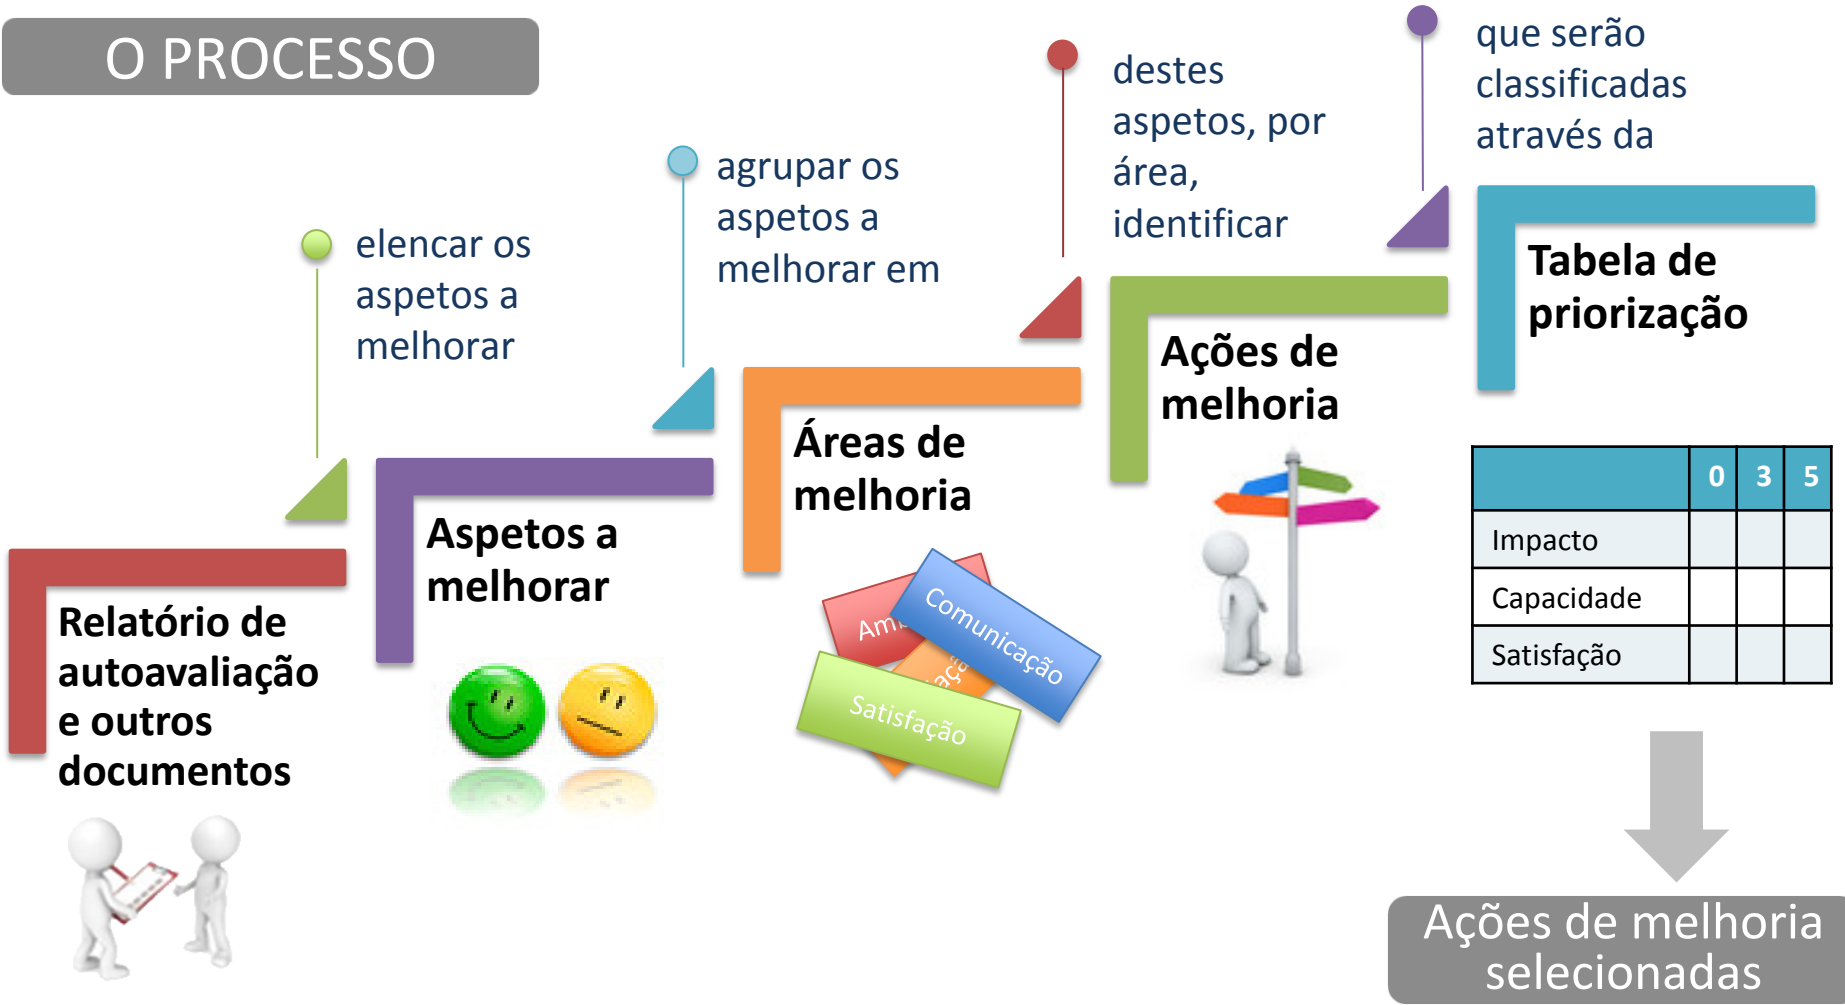 O PROCESSO
Relatório de
autoavaliação
e outros
documentos
elencar os
aspetos a
melhorar
Aspetos a
melhorar
agrupar os
aspetos a
melhorar em
Áreas de
melhoria
Comunicação
Satisfação
destes
aspetos, por
área,
identificar
Ações de
melhoria
que serão
classificadas
através da
Tabela de
priorização
0 3 5
Impacto
Capacidade
Satisfação
Ações de melhoria
selecionadas